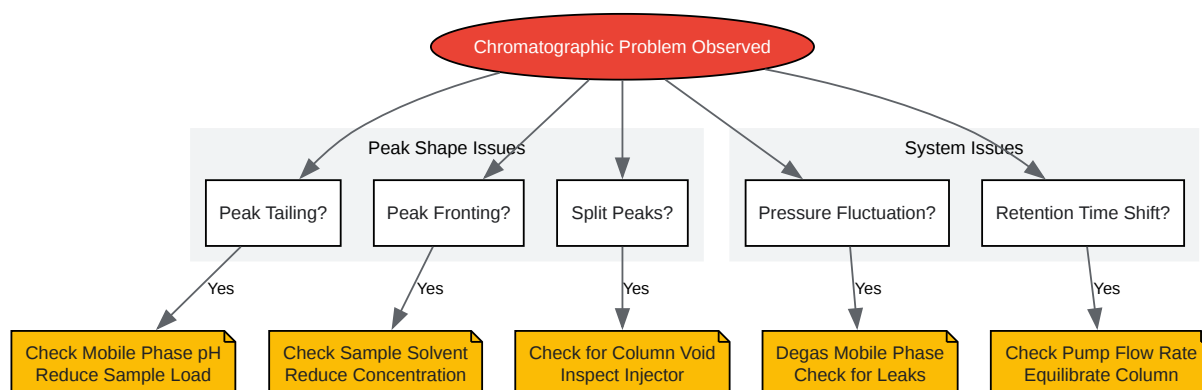 Chromatographic Problem Observed
Peak Shape Issues
System Issues
Peak Tailing?
Peak Fronting?
Split Peaks?
Pressure Fluctuation?
Retention Time Shift?
Yes
Yes
Yes
Yes
Yes
Check Mobile Phase pH
Reduce Sample Load
Check Sample Solvent
Reduce Concentration
Check for Column Void
Inspect Injector
Degas Mobile Phase
Check for Leaks
Check Pump Flow Rate
Equilibrate Column